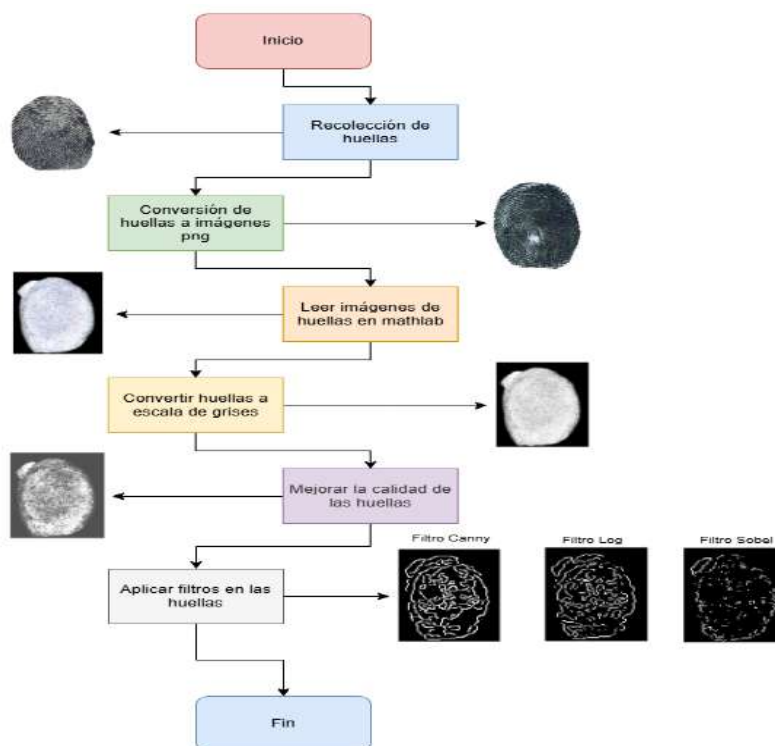 Inicio
Recolección de
huellas
Conversión de
huellas a imágenes
png
Leer imágenes de
huellas en mathlab
Convertir huellas a
escala de grises
Mejorar la calidad de
las huellas
Filtro Canny
Filtro Log
Filtro Sobel
Aplicar filtros en las
huellas
Fin